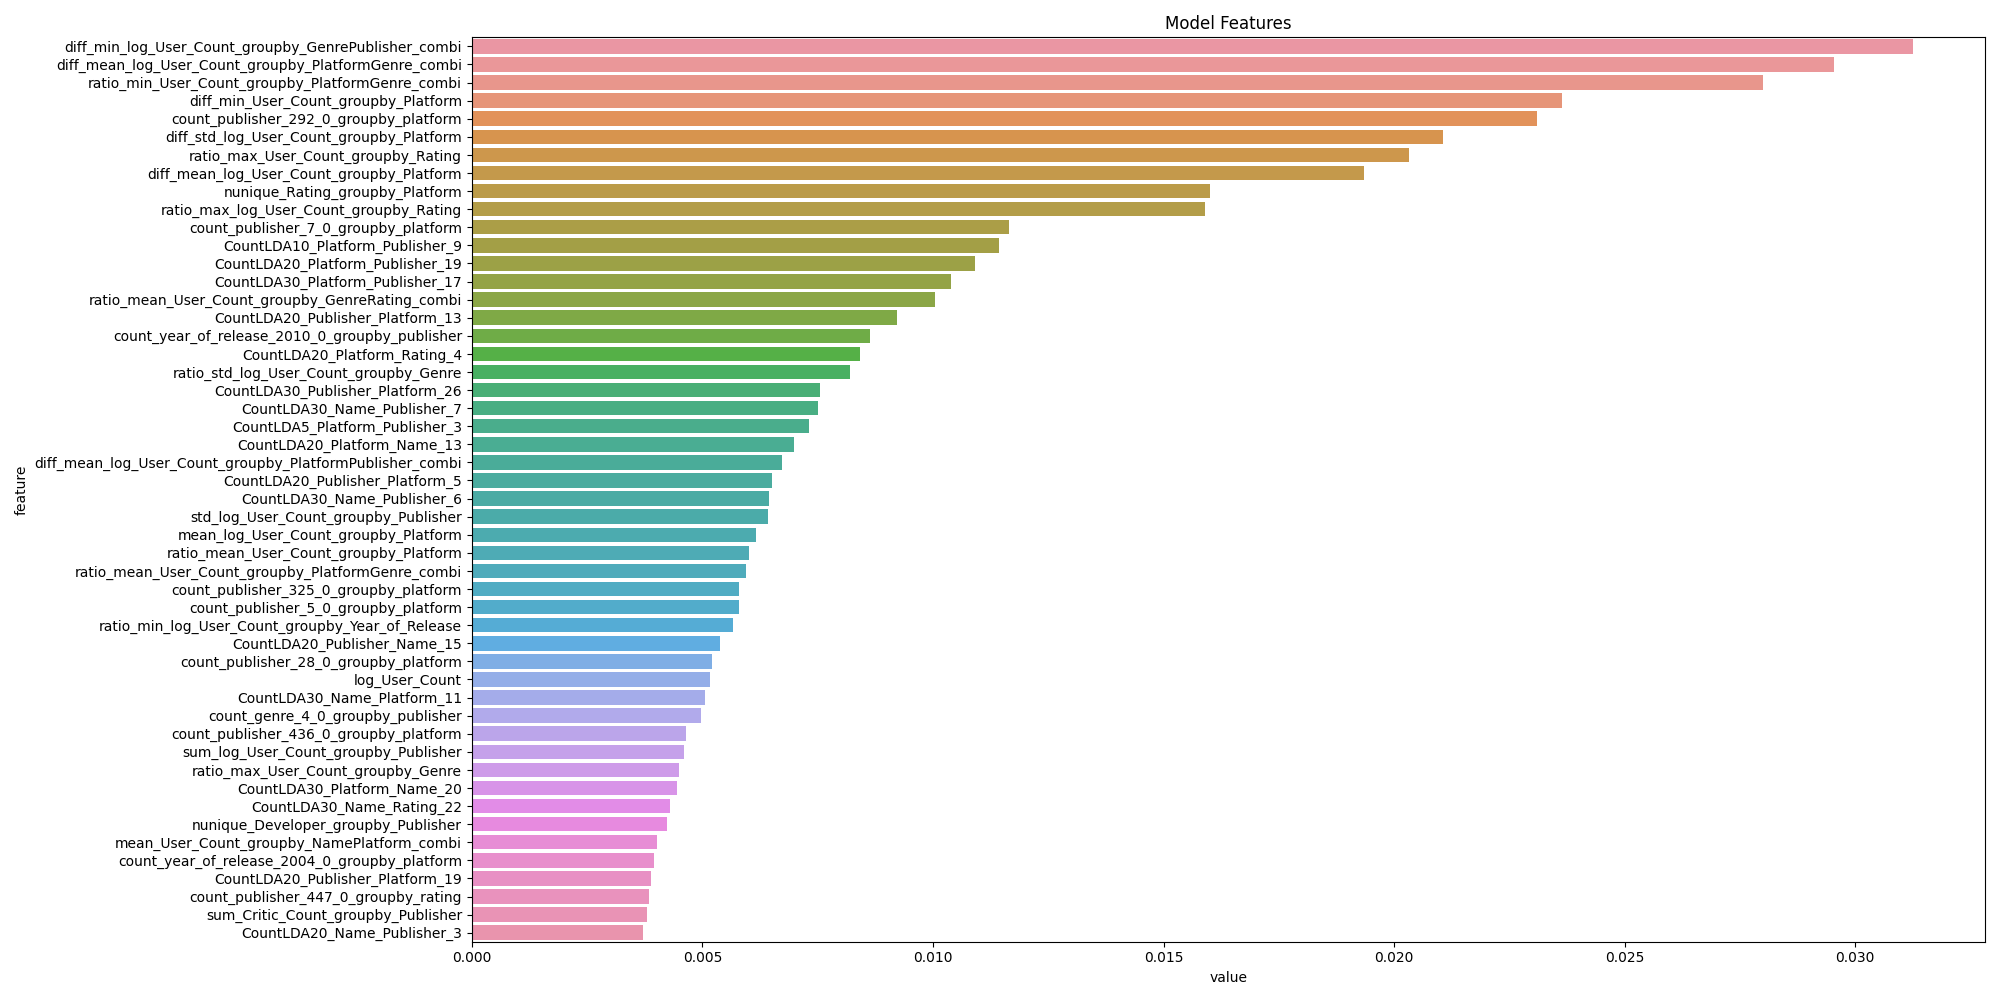 Model Features
diff_min_log_User_Count_groupby_GenrePublisher_combi
diff_mean_log_User_Count_groupby_PlatformGenre_combi
ratio_min_User_Count_groupby_PlatformGenre_combi
diff_min_User_Count_groupby_Platform
count_publisher_292_0_groupby_platform
diff_std_log_User_Count_groupby_Platform
ratio_max_User_Count_groupby_Rating
diff_mean_log_User_Count_groupby_Platform
nunique_Rating_groupby_Platform
ratio_max_log_User_Count_groupby_Rating
count_publisher_7_0_groupby_platform
CountLDA10_Platform_Publisher_9
CountLDA20_Platform_Publisher_19
CountLDA30_Platform_Publisher_17
ratio_mean_User_Count_groupby_GenreRating_combi
CountLDA20_Publisher_Platform_13
count_year_of_release_2010_0_groupby_publisher
CountLDA20_Platform_Rating_4
ratio_std_log_User_Count_groupby_Genre
CountLDA30_Publisher_Platform_26
CountLDA30_Name_Publisher_7
CountLDA5_Platform_Publisher_3
CountLDA20_Platform_Name_13
diff_mean_log_User_Count_groupby_PlatformPublisher_combi
CountLDA20_Publisher_Platform_5
CountLDA30_Name_Publisher_6
std_log_User_Count_groupby_Publisher
mean_log_User_Count_groupby_Platform
ratio_mean_User_Count_groupby_Platform
ratio_mean_User_Count_groupby_PlatformGenre_combi
count_publisher_325_0_groupby_platform
count_publisher_5_0_groupby_platform
ratio_min_log_User_Count_groupby_Year_of_Release
CountLDA20_Publisher_Name_15
count_publisher_28_0_groupby_platform
log_User_Count
CountLDA30_Name_Platform_11
count_genre_4_0_groupby_publisher
count_publisher_436_0_groupby_platform
sum_log_User_Count_groupby_Publisher
ratio_max_User_Count_groupby_Genre
CountLDA30_Platform_Name_20
CountLDA30_Name_Rating_22
nunique_Developer_groupby_Publisher
mean_User_Count_groupby_NamePlatform_combi
count_year_of_release_2004_0_groupby_platform
CountLDA20_Publisher_Platform_19
count_publisher_447_0_groupby_rating
sum_Critic_Count_groupby_Publisher
CountLDA20_Name_Publisher_3
feature
0.000 0.005 0.010 0.015 0.020 0.025 0.030
value